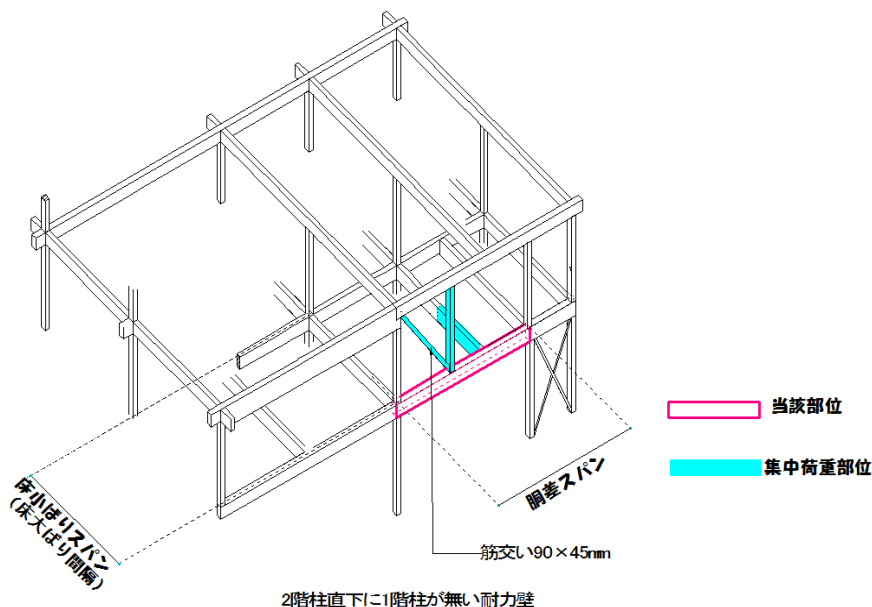 当該部位
集中荷重部位
胴差スパン
床小ばりスパン
(床大ばり間隔)
筋交い90×45mm
2階柱直下に1階柱が無い耐力壁